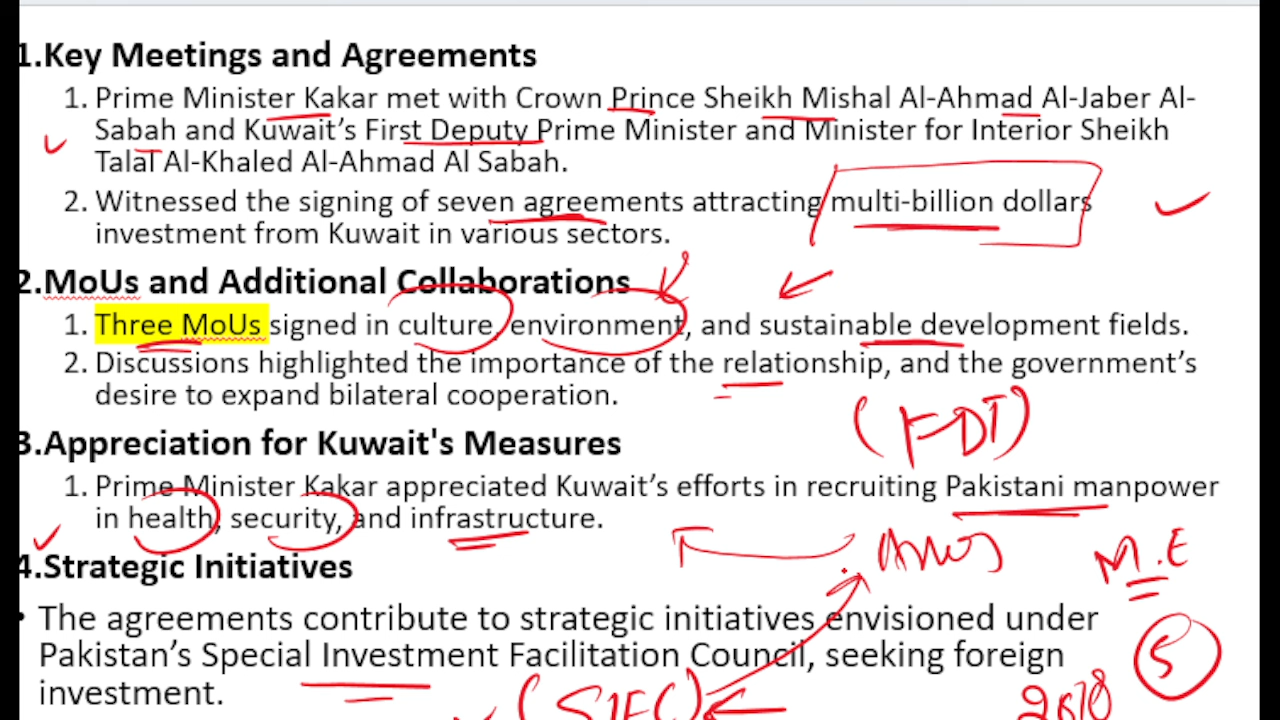 1.Key Meetings and Agreements
1. Prime Minister Kakar met with Crown Prince Sheikh Mishal Al-Ahmad Al-Jaber Al-
Sabah and Kuwait’s First Deputy Prime Minister and Minister for Interior Sheikh
Talal Al-Khaled Al-Ahmad Al Sabah.
2. Witnessed the signing of seven agreements attracting multi-billion dollars
investment from Kuwait in various sectors.
2.MoUs and Additional Collaborations
1. Three MoUs signed in culture, environment, and sustainable development fields.
2. Discussions highlighted the importance of the relationship, and the government’s
desire to expand bilateral cooperation.
(FDI)
3.Appreciation for Kuwait's Measures
1. Prime Minister Kakar appreciated Kuwait’s efforts in recruiting Pakistani manpower
in health, security, and infrastructure.
M.E
4.Strategic Initiatives
• The agreements contribute to strategic initiatives envisioned under
Pakistan’s Special Investment Facilitation Council, seeking foreign
investment.
5
(SIFC)